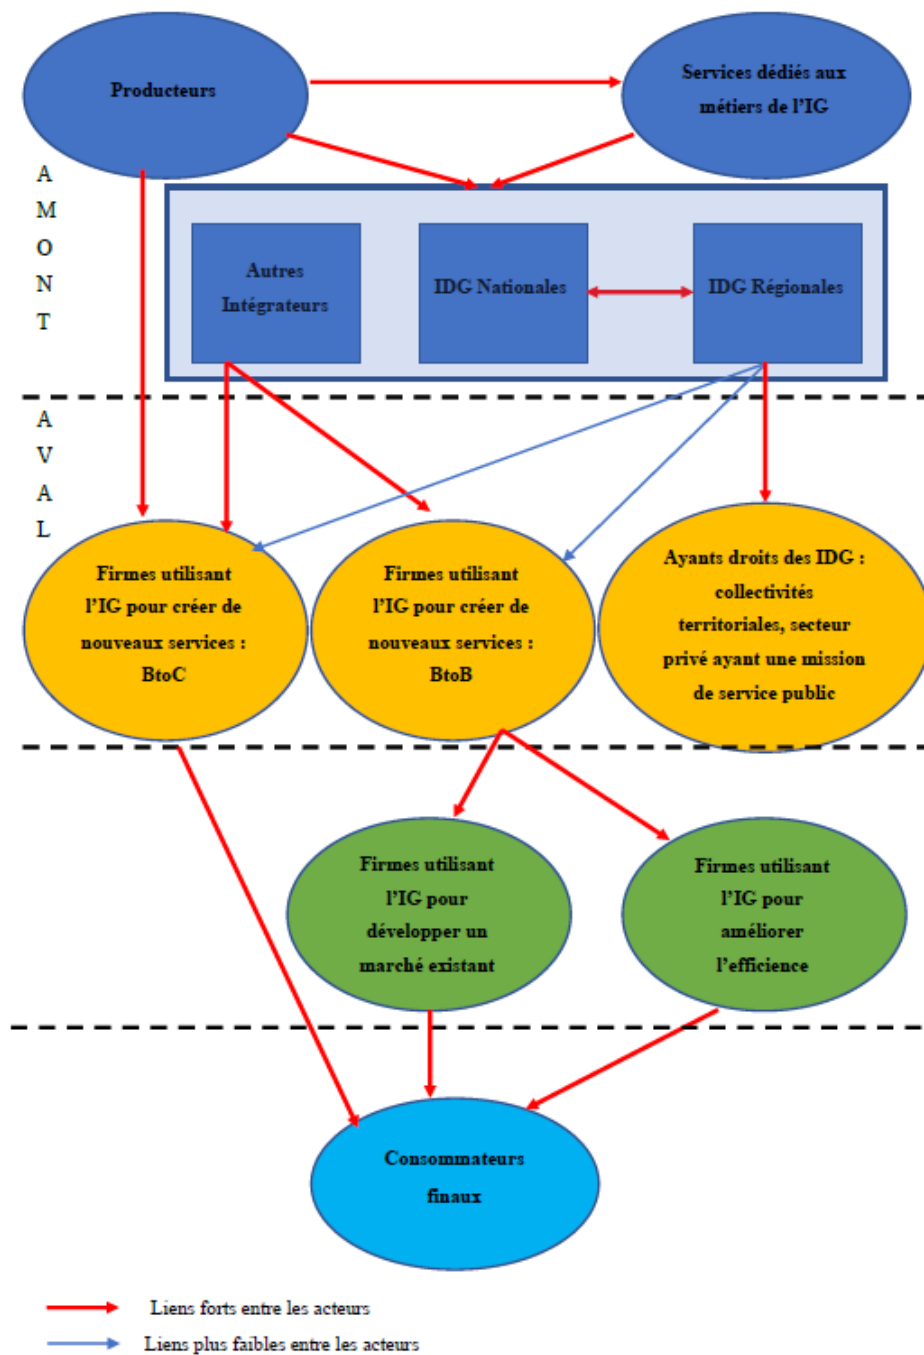 Producteurs
Services dédiés aux
métiers de l’IG
A
M
O
N
T
Autres
Intégrateurs
IDG Nationales
IDG Régionales
A
V
A
L
Firmes utilisant
l’IG pour créer de
nouveaux services :
BtoC
Firmes utilisant
l’IG pour créer de
nouveaux services :
BtoB
Ayants droits des IDG :
collectivités
territoriales, secteur
privé ayant une mission
de service public
Firmes utilisant
l’IG pour
développer un
marché existant
Firmes utilisant
l’IG pour
améliorer
l’efficience
Consommateurs
finaux
Liens forts entre les acteurs
Liens plus faibles entre les acteurs